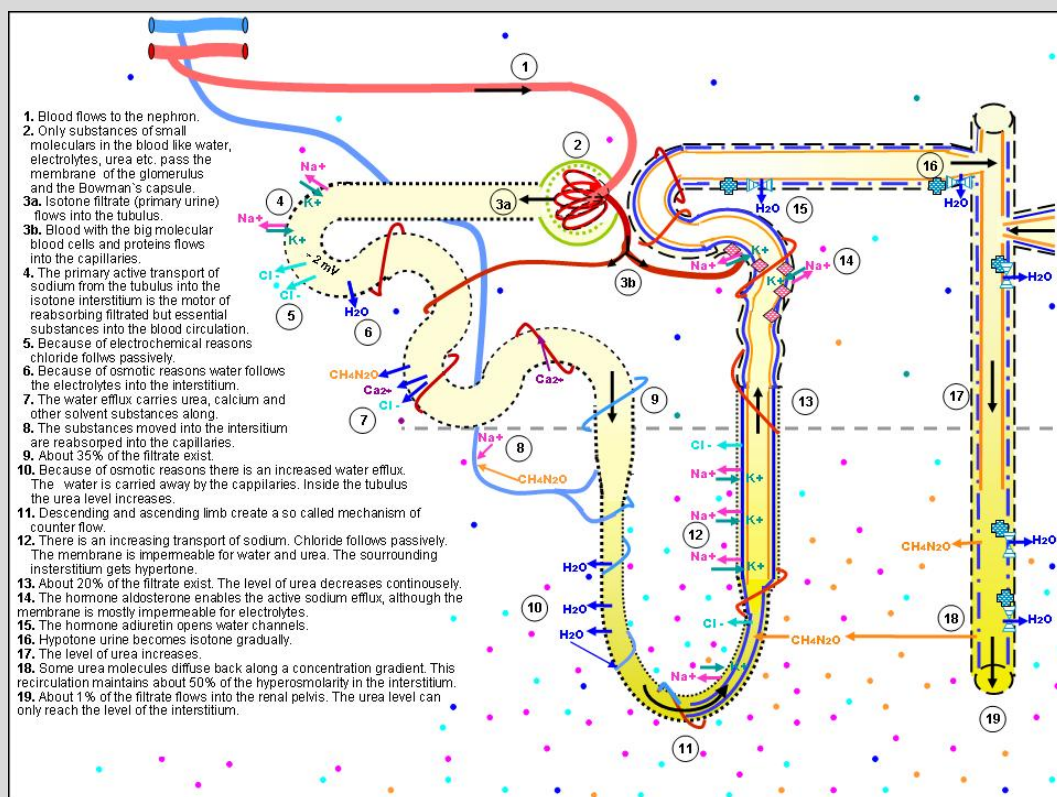 1. Blood flows to the nephron.
2. Only substances of small
moleculars in the blood like water,
electrolytes, urea etc. pass the
membrane of the glomerulus
and the Bowman`s capsule.
3a. Isotone filtrate (primary urine)
flows into the tubulus.
3b. Blood with the big molecular
blood cells and proteins flows
into the capillaries.
4. The primary active transport of
sodium from the tubulus into the
isotone interstitium is the motor of
reabsorbing filtrated but essential
substances into the blood circulation.
5. Because of electrochemical reasons
chloride follws passively.
6. Because of osmotic reasons water follows
the electrolytes into the interstitium.
7. The water efflux carries urea, calcium and
other solvent substances along.
8. The substances moved into the intersitium
are reabsorped into the capillaries.
9. About 35% of the filtrate exist.
10. Because of osmotic reasons there is an increased water efflux.
The water is carried away by the cappilaries. Inside the tubulus
the urea level increases.
11. Descending and ascending limb create a so called mechanism of
counter flow.
12. There is an increasing transport of sodium. Chloride follows passively.
The membrane is impermeable for water and urea. The sourrounding
insterstitium gets hypertone.
13. About 20% of the filtrate exist. The level of urea decreases continousely.
14. The hormone aldosterone enables the active sodium efflux, although the
membrane is mostly impermeable for electrolytes.
15. The hormone adiuretin opens water channels.
16. Hypotone urine becomes isotone gradually.
17. The level of urea increases.
18. Some urea molecules diffuse back along a concentration gradient. This
recirculation maintains about 50% of the hyperosmolarity in the interstitium.
19. About 1% of the filtrate flows into the renal pelvis. The urea level can
only reach the level of the interstitium.
1
2
3a
3b
4
Na+
K+
Na+
K+
- 2 mV
Cl -
Cl -
5
H2O
6
CH4N2O
Ca2+
Cl -
7
Ca2+
Na+
8
CH4N2O
9
H2O
H2O
H2O
10
11
Na+
K+
Cl -
Na+
K+
Na+
K+
12
Na+
K+
Cl -
13
Na+
K+
K+
Na+
14
H2O
15
16
H2O
H2O
17
CH4N2O
H2O
H2O
18
CH4N2O
19